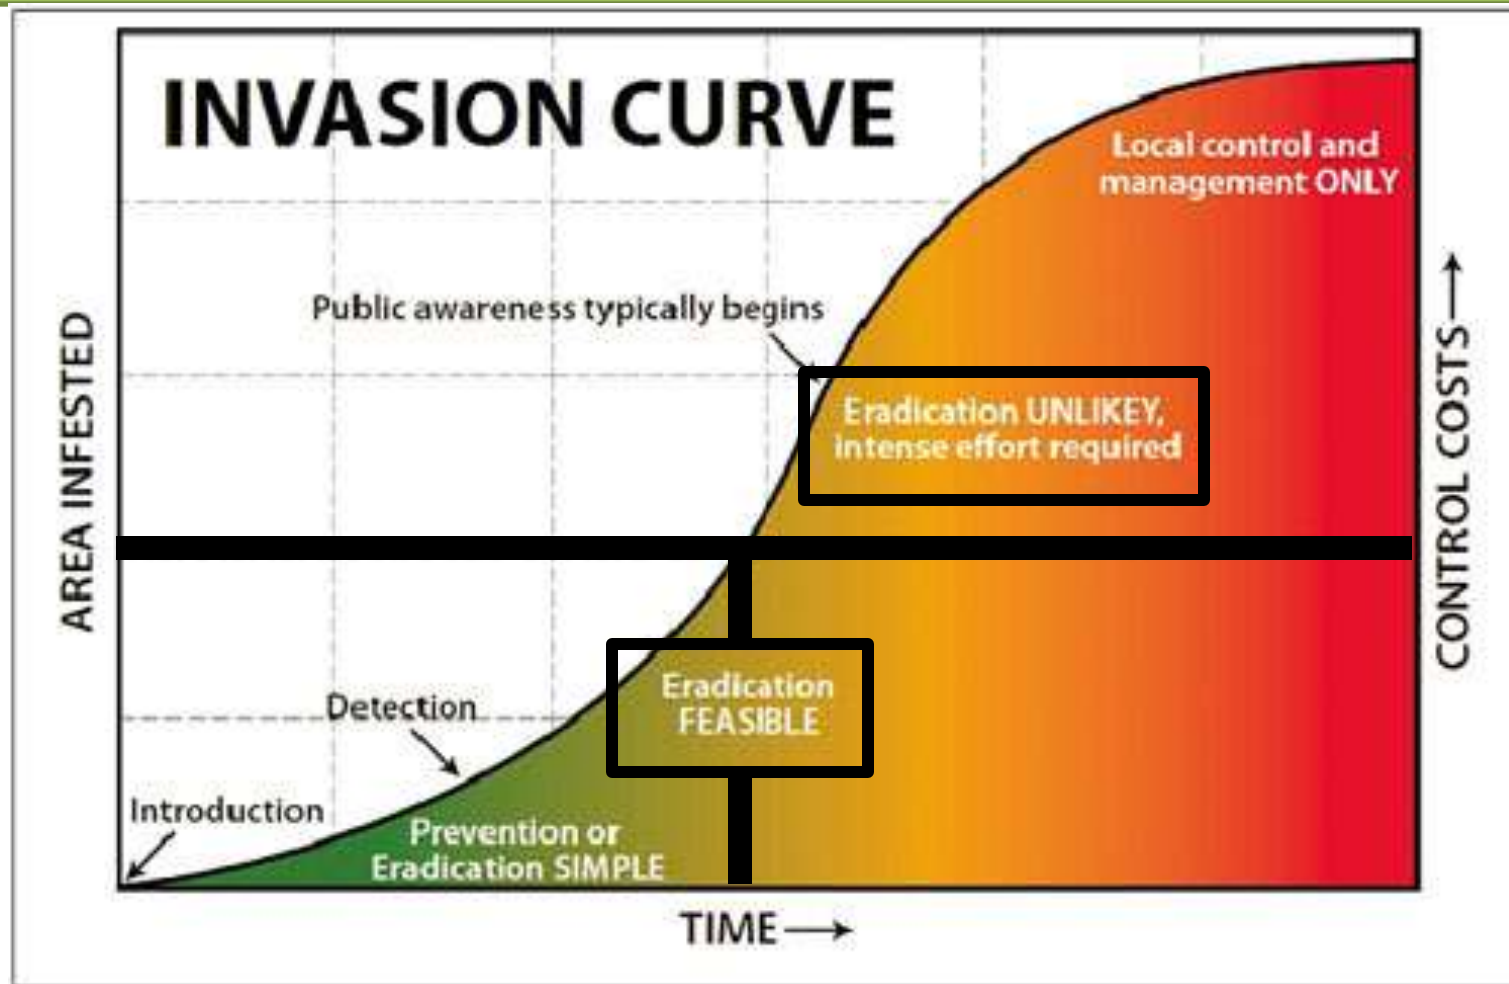 INVASION CURVE
Local control and
management ONLY
Public awareness typically begins
Eradication UNLIKEY,
intense effort required
AREA INFESTED
CONTROL COSTS
Eradication
FEASIBLE
Detection
Introduction
Prevention or
Eradication SIMPLE
TIME